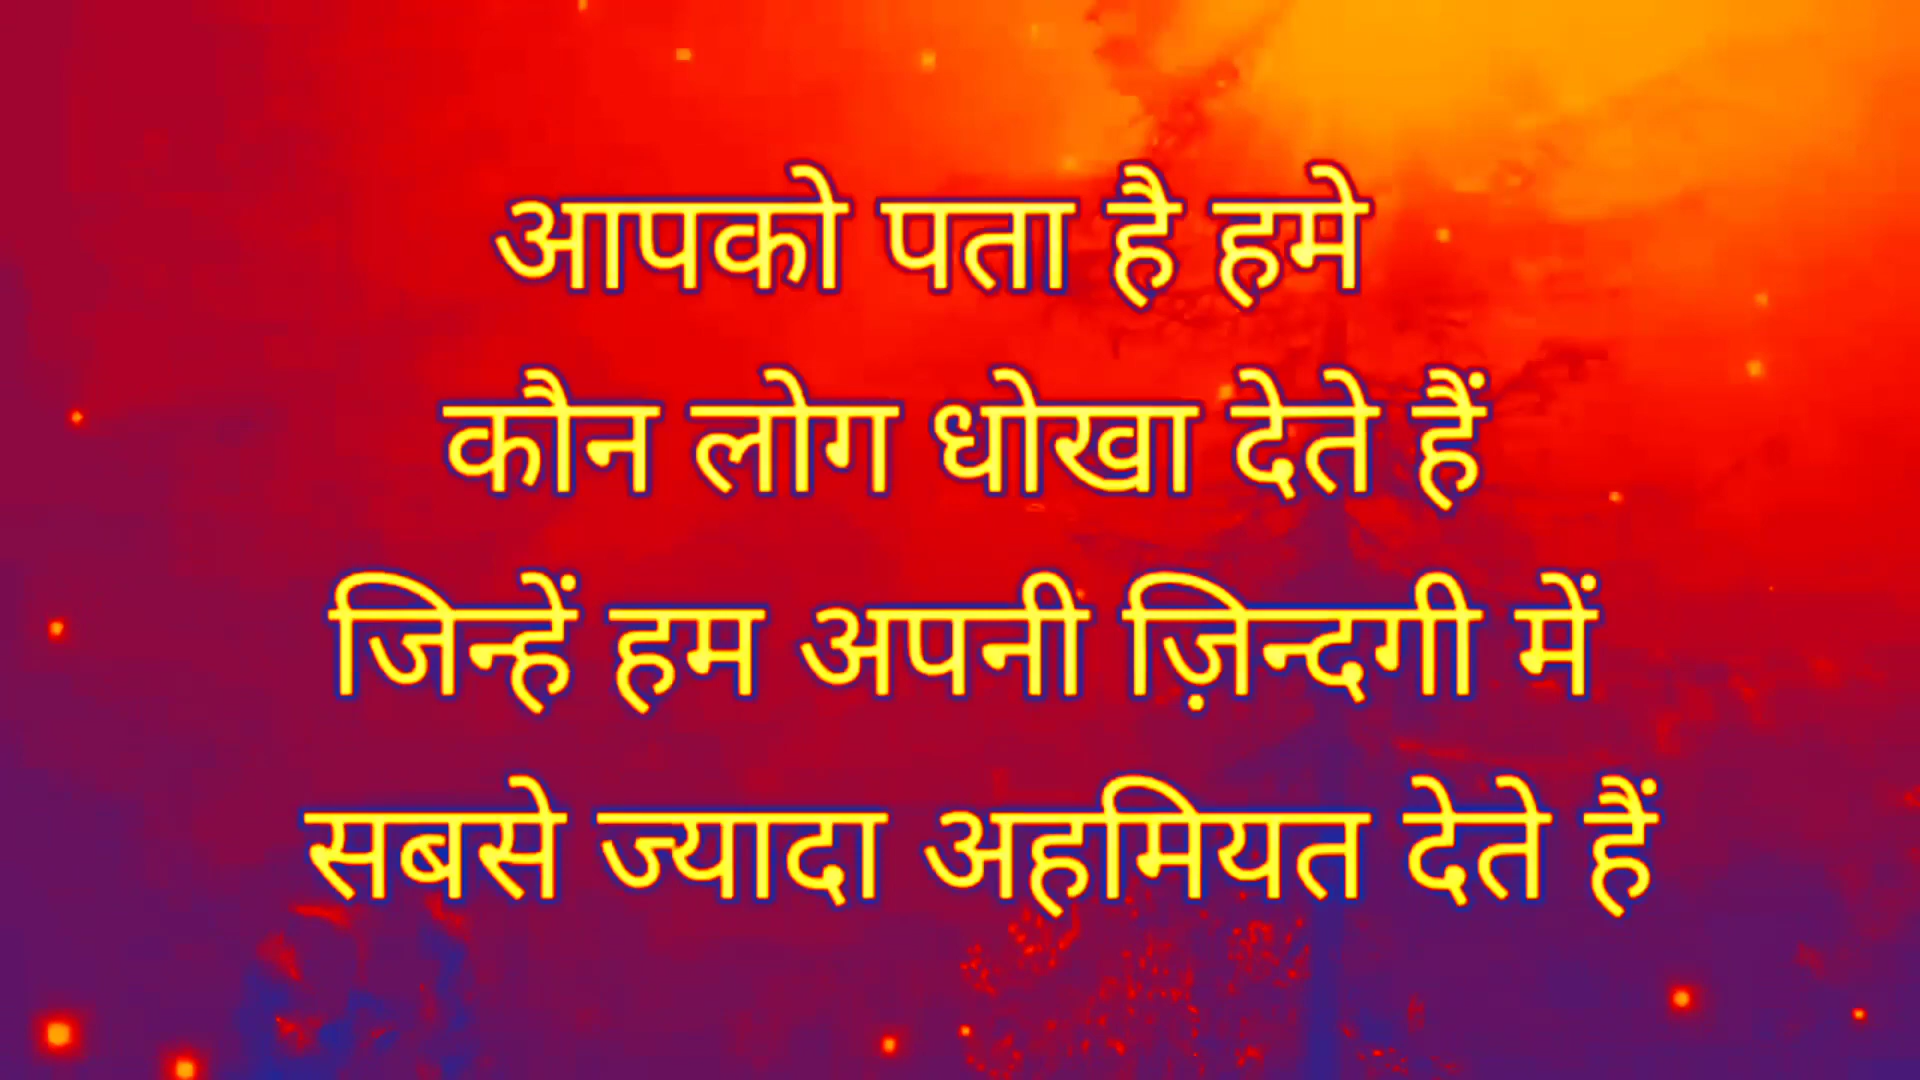 आपको पता है हमे
कौन लोग धोखा देते हैं
जिन्हें हम अपनी ज़िन्दगी में
सबसे ज्यादा अहमियत देते हैं